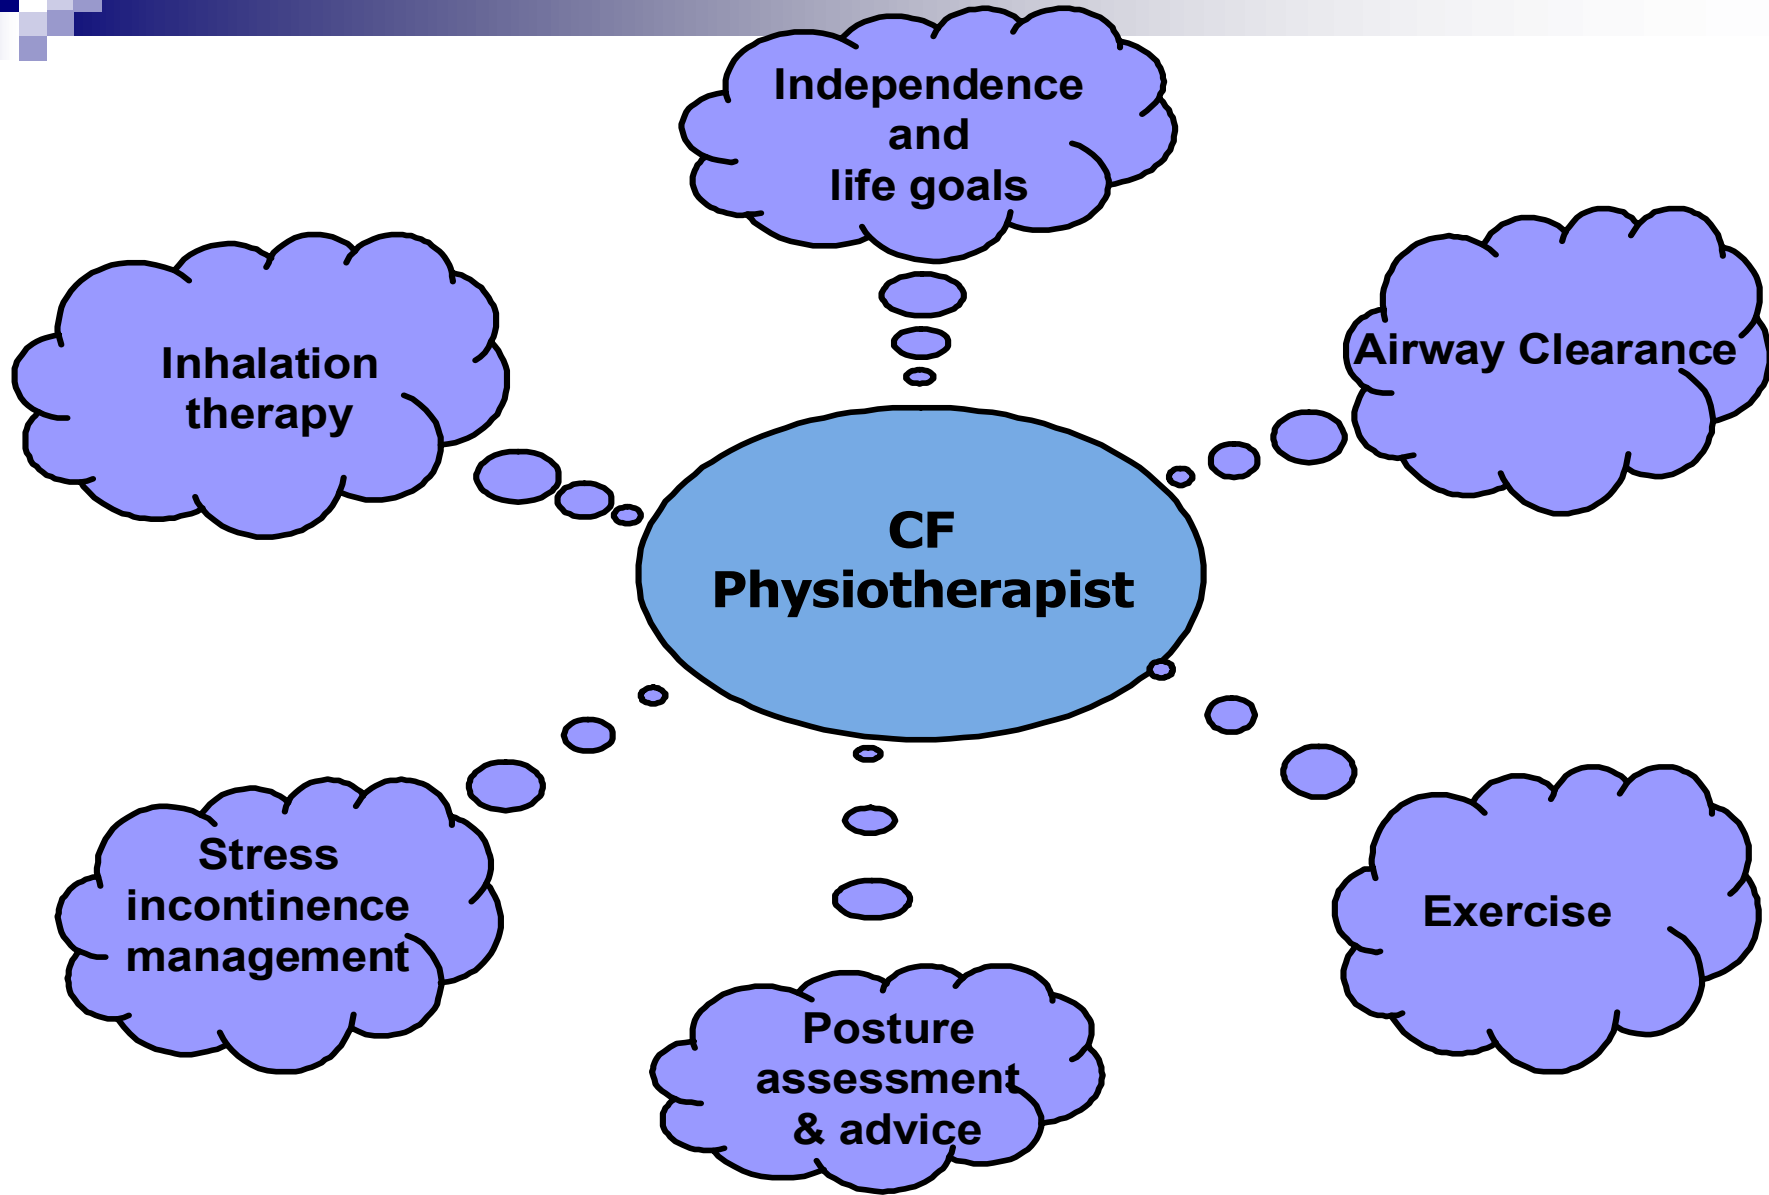 Independence
and
life goals
Inhalation
therapy
Airway Clearance
CF
Physiotherapist
Stress
incontinence
management
Exercise
Posture
assessment
& advice